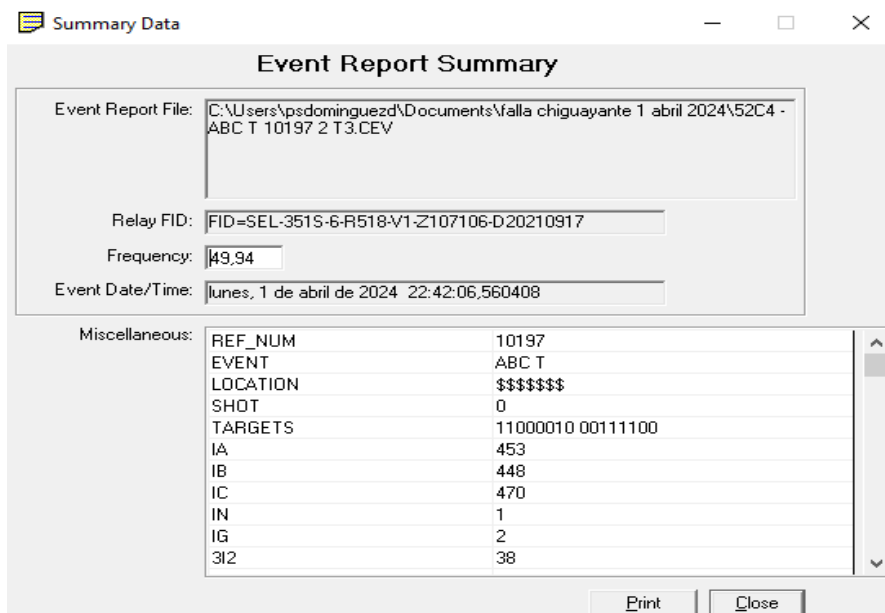 Summary Data
Event Report Summary
Event Report File: C:\Users\psdominguezd\Documents\falla chiguayante 1 abril 2024\52C4 -
ABC T 10197 2 T3.CEV
Relay FID: FID=SEL-351S-6-R518-V1-Z107106-D20210917
Frequency: 49,94
Event Date/Time: lunes, 1 de abril de 2024 22:42:06,560408
Miscellaneous:
REF_NUM 10197
EVENT ABC T
LOCATION $$$$$$$
SHOT 0
TARGETS 11000010 00111100
IA 453
IB 448
IC 470
IN 1
IG 2
3I2 38
Print Close